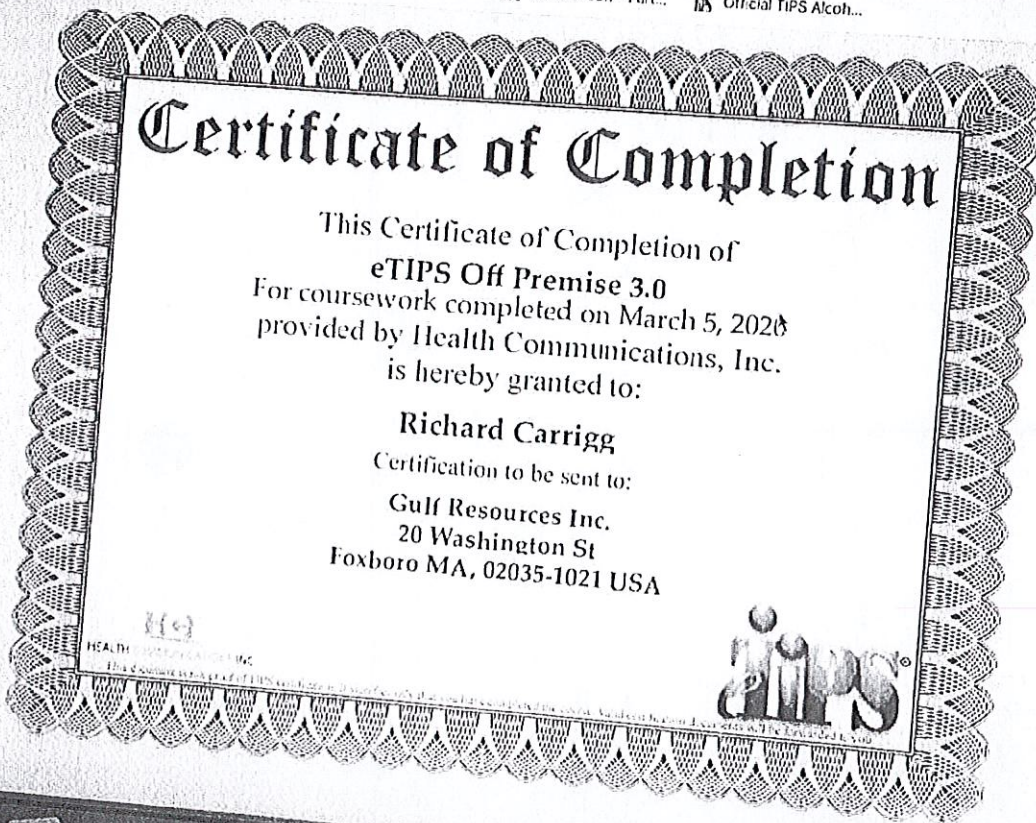 Official TIPS Alcoh...
Certificate of Completion
This Certificate of Completion of
eTIPS Off Premise 3.0
For coursework completed on March 5, 2020
provided by Health Communications, Inc.
is hereby granted to:
Richard Carrigg
Certification to be sent to:
Gulf Resources Inc.
20 Washington St
Foxboro MA, 02035-1021 USA
HEALTH
tips